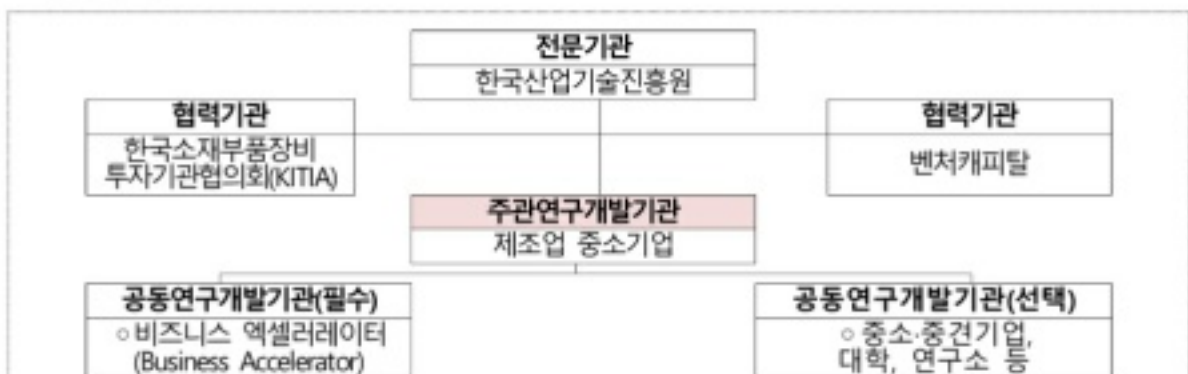 전문기관
한국산업기술진흥원
협력기관
한국소재부품장비
투자기관협의회(KITIA)
협력기관
벤처캐피탈
주관연구개발기관
제조업 중소기업
공동연구개발기관(필수)
○ 비즈니스 엑셀러레이터
(Business Accelerator)
공동연구개발기관(선택)
○ 중소·중견기업,
대학, 연구소 등